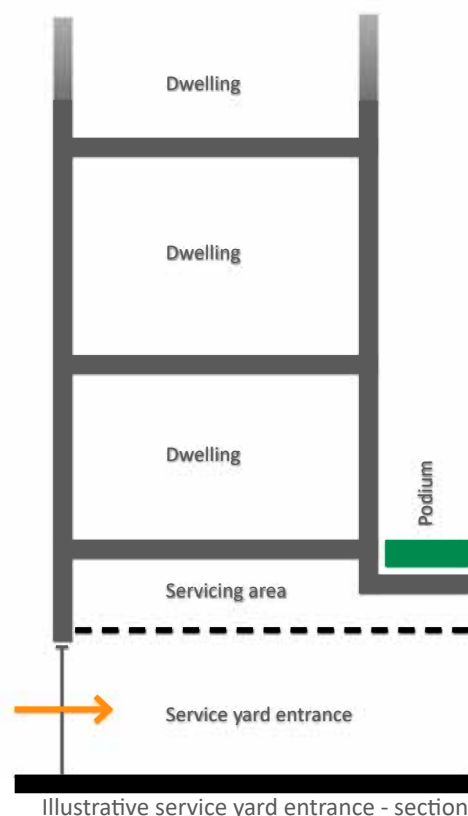 Dwelling
Dwelling
Dwelling
Podium
Servicing area
Service yard entrance
Illustrative service yard entrance - section